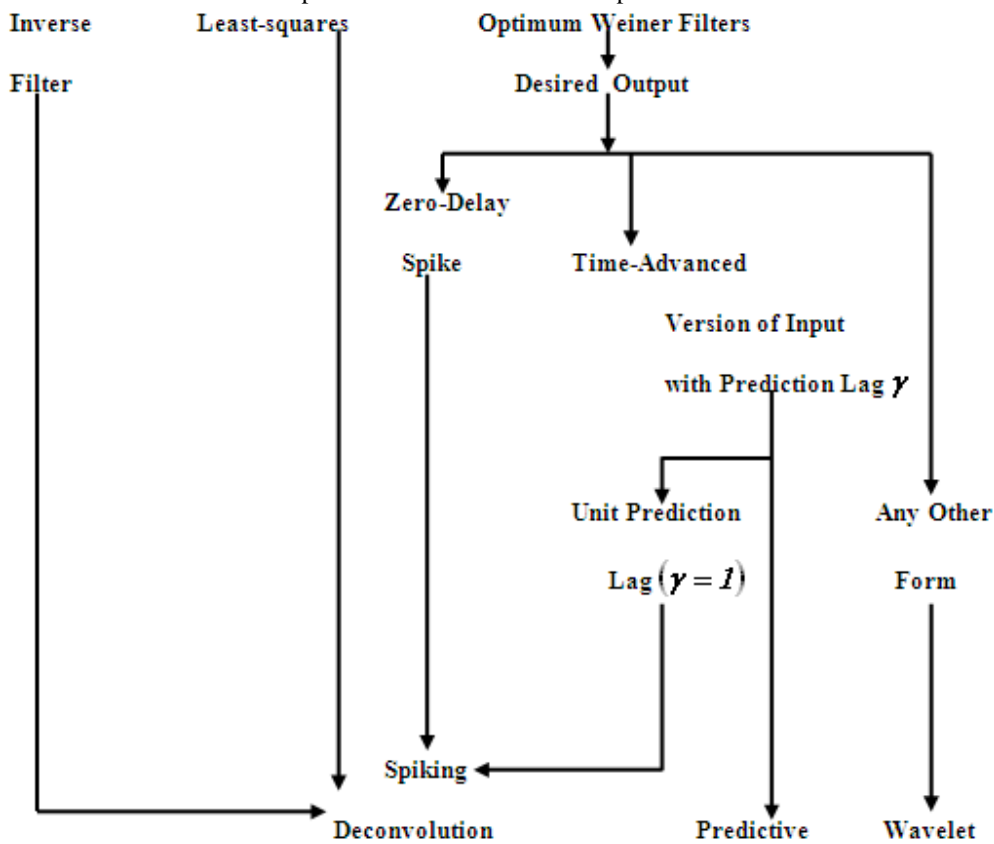 Inverse Least-squares Optimum Weiner Filters
Filter Desired Output
Zero-Delay
Spike Time-Advanced
Version of Input
with Prediction Lag γ
Unit Prediction Any Other
Lag (γ = 1) Form
Spiking
Deconvolution Predictive Wavelet